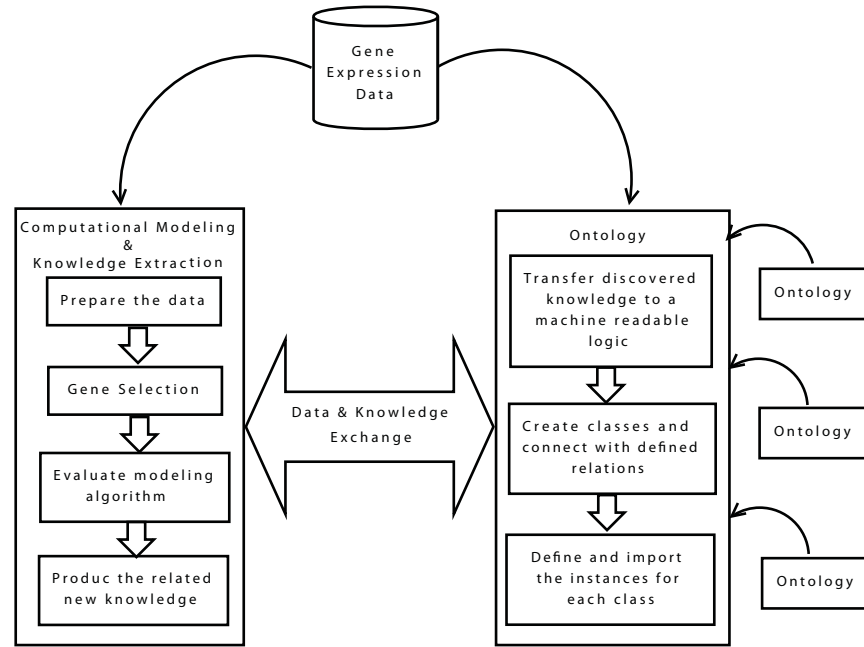 Gene
Expression
Data
Computational Modeling
&
Knowledge Extraction
Prepare the data
Gene Selection
Evaluate modeling
algorithm
Produc the related
new knowledge
Data & Knowledge
Exchange
Ontology
Transfer discovered
knowledge to a
machine readable
logic
Create classes and
connect with defined
relations
Define and import
the instances for
each class
Ontology
Ontology
Ontology